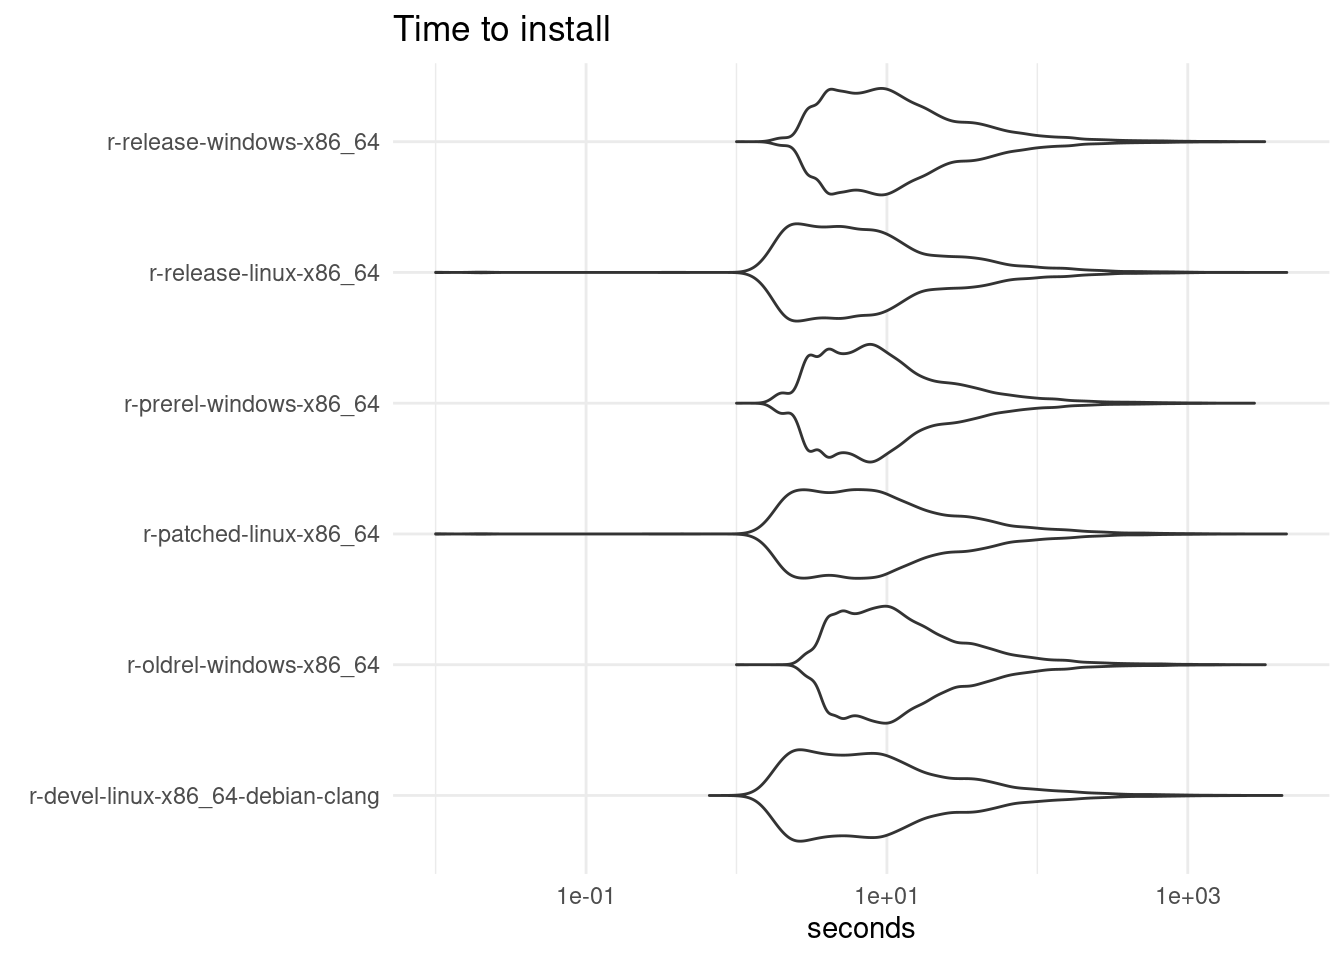 Time to install
r-release-windows-x86_64
r-release-linux-x86_64
r-prerel-windows-x86_64
r-patched-linux-x86_64
r-oldrel-windows-x86_64
r-devel-linux-x86_64-debian-clang
1e-01 1e+01 1e+03
seconds